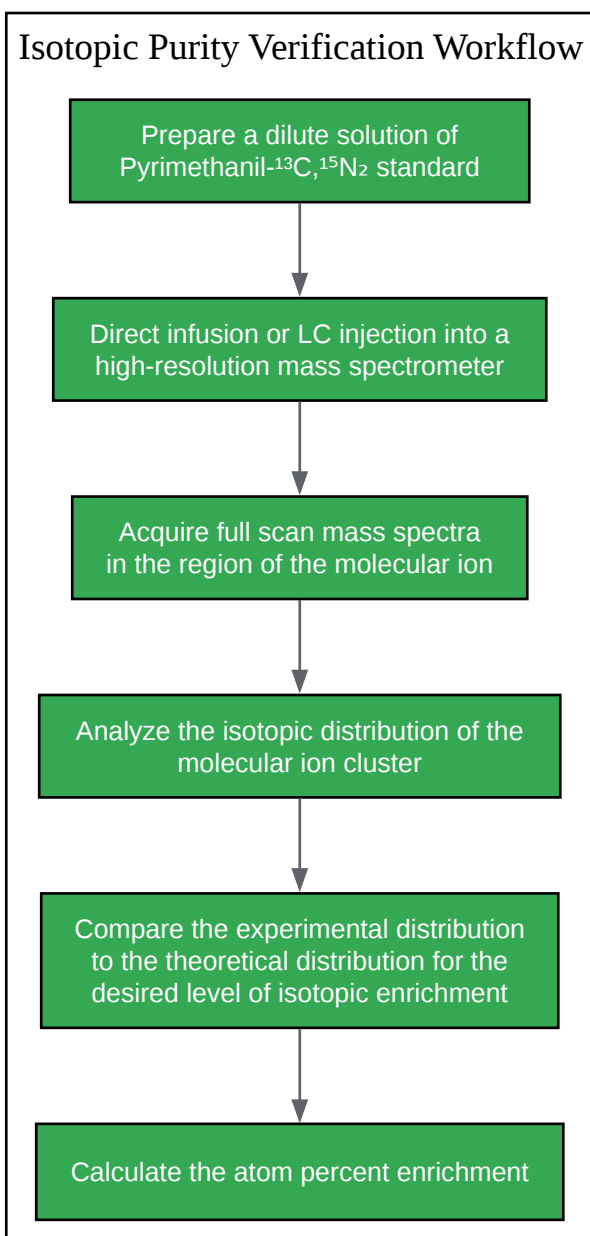 Isotopic Purity Verification Workflow
Prepare a dilute solution of
Pyrimethanil-¹³C,¹⁵N₂ standard
Direct infusion or LC injection into a
high-resolution mass spectrometer
Acquire full scan mass spectra
in the region of the molecular ion
Analyze the isotopic distribution of the
molecular ion cluster
Compare the experimental distribution
to the theoretical distribution for the
desired level of isotopic enrichment
Calculate the atom percent enrichment